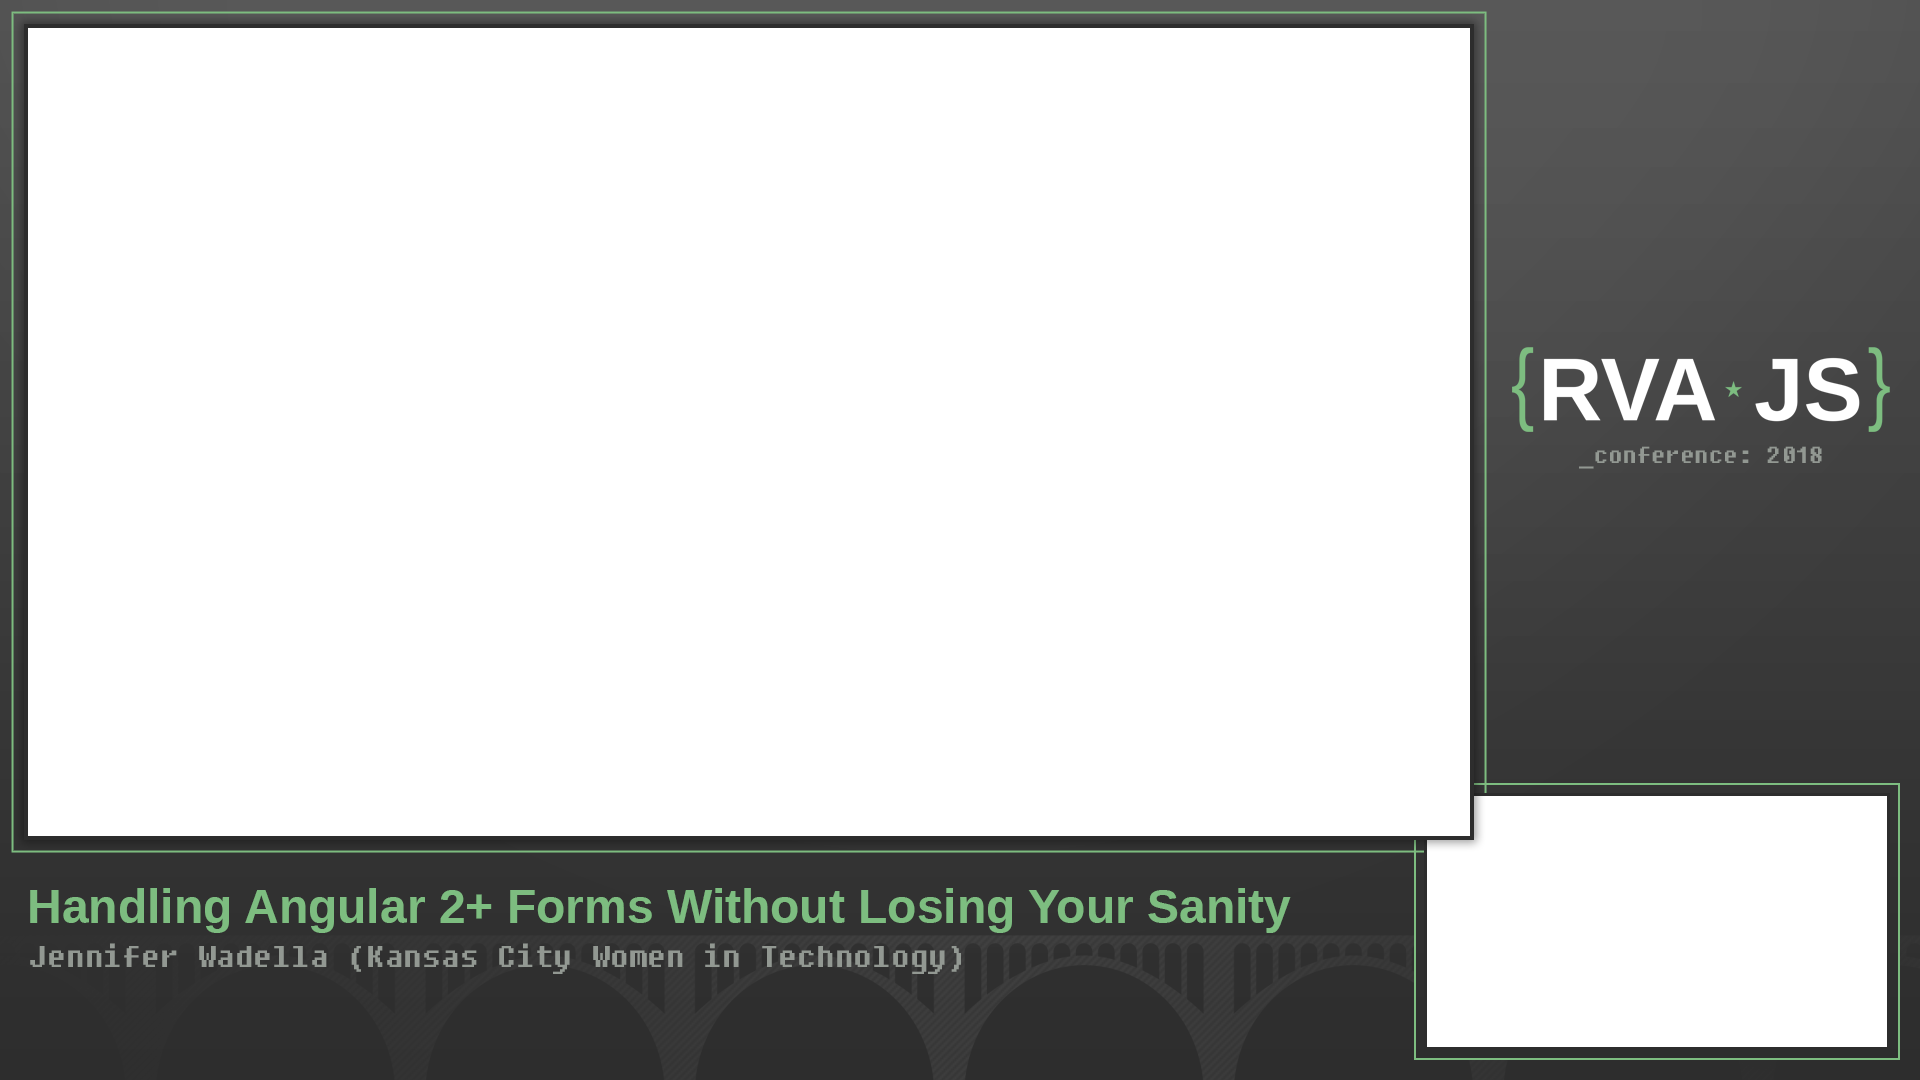 {RVA★JS}
_conference: 2018
Handling Angular 2+ Forms Without Losing Your Sanity
Jennifer Wadella (Kansas City Women in Technology)